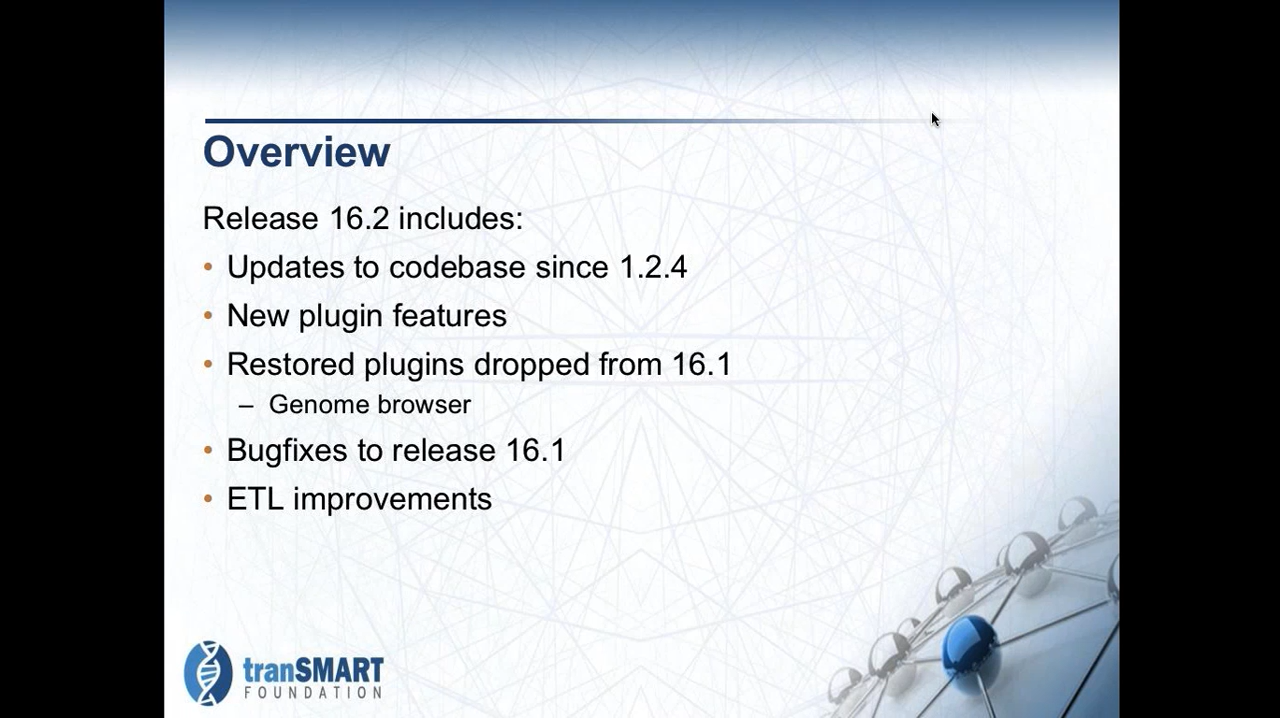 Overview
Release 16.2 includes:
• Updates to codebase since 1.2.4
• New plugin features
• Restored plugins dropped from 16.1
– Genome browser
• Bugfixes to release 16.1
• ETL improvements
tranSMART
FOUNDATION